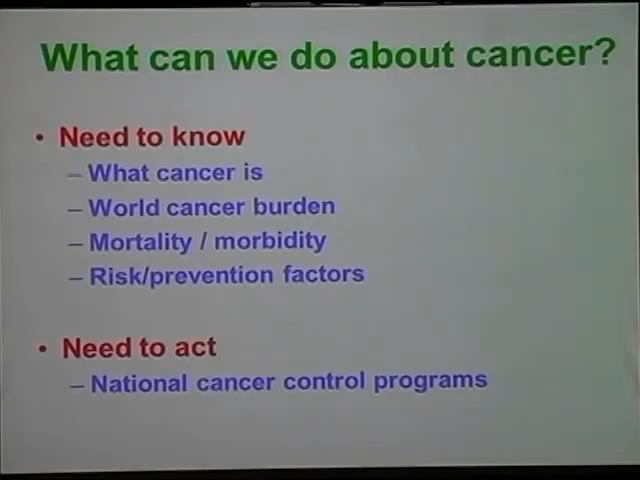 What can we do about cancer?
• Need to know
– What cancer is
– World cancer burden
– Mortality / morbidity
– Risk/prevention factors
• Need to act
– National cancer control programs